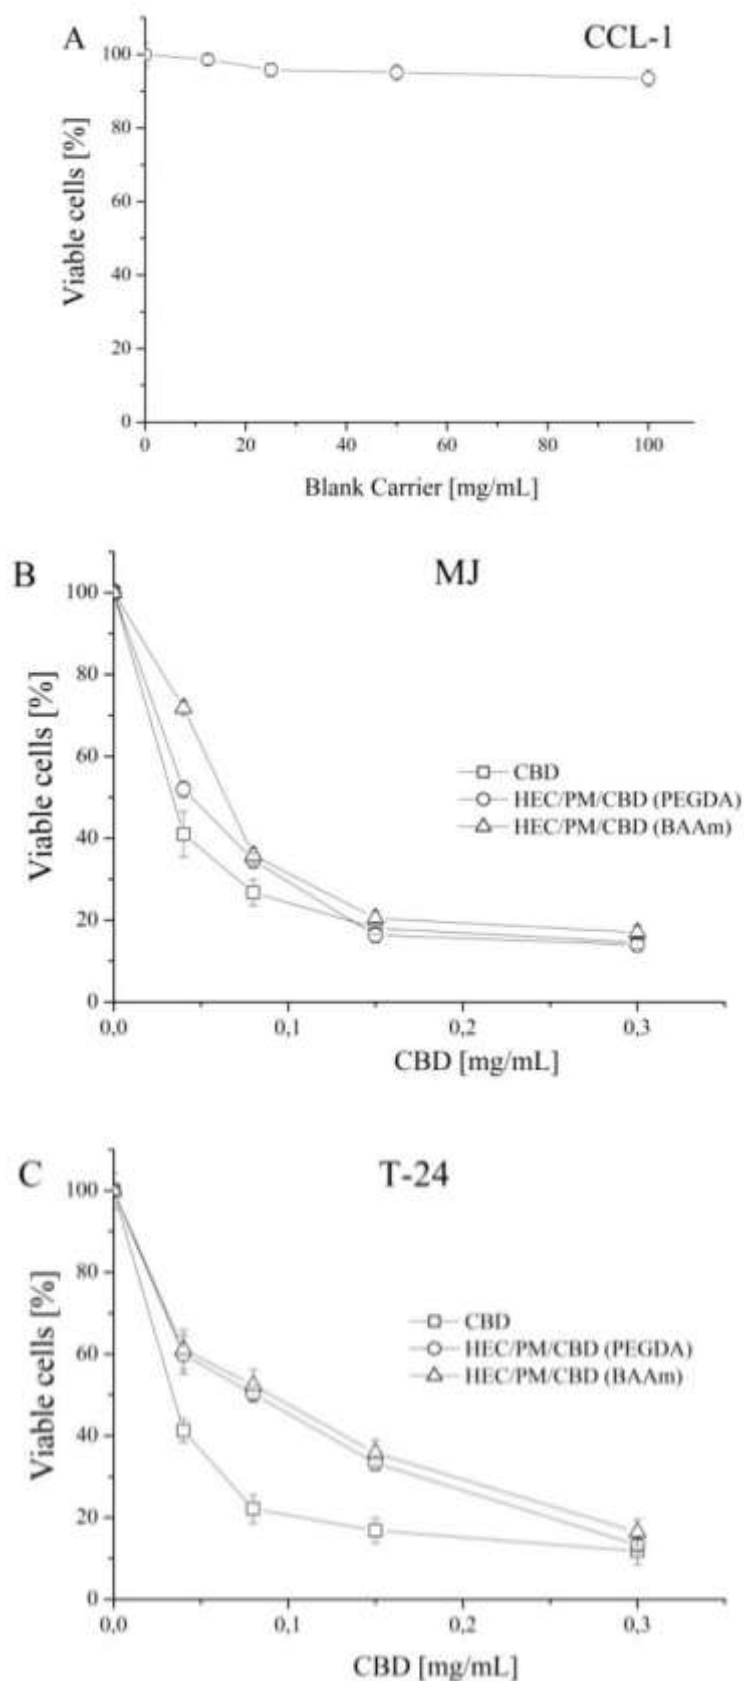 A
CCL-1
100
80
60
40
20
0
Viable cells [%]
0 20 40 60 80 100
Blank Carrier [mg/mL]
B
MJ
100
80
60
40
20
0
Viable cells [%]
CBD
HEC/PM/CBD (PEGDA)
HEC/PM/CBD (BAAm)
0,0 0,1 0,2 0,3
CBD [mg/mL]
C
T-24
100
80
60
40
20
0
Viable cells [%]
CBD
HEC/PM/CBD (PEGDA)
HEC/PM/CBD (BAAm)
0,0 0,1 0,2 0,3
CBD [mg/mL]